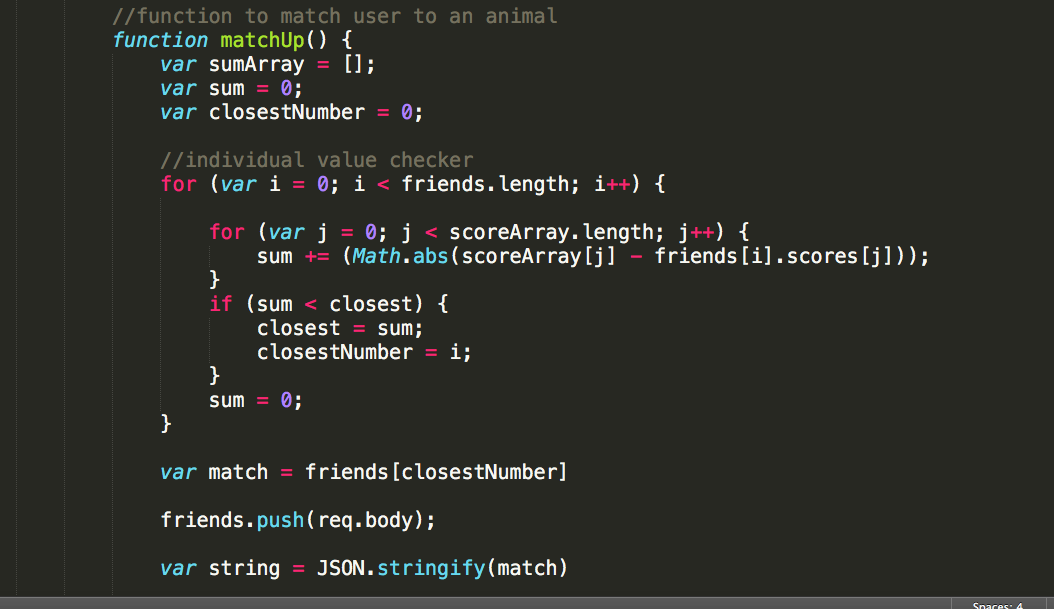 //function to match user to an animal
function matchUp() {
var sumArray = [];
var sum = 0;
var closestNumber = 0;
//individual value checker
for (var i = 0; i < friends.length; i++) {
for (var j = 0; j < scoreArray.length; j++) {
sum += (Math.abs(scoreArray[j] - friends[i].scores[j]));
}
if (sum < closest) {
closest = sum;
closestNumber = i;
}
sum = 0;
}
var match = friends[closestNumber]
friends.push(req.body);
var string = JSON.stringify(match)
Spaces: 4